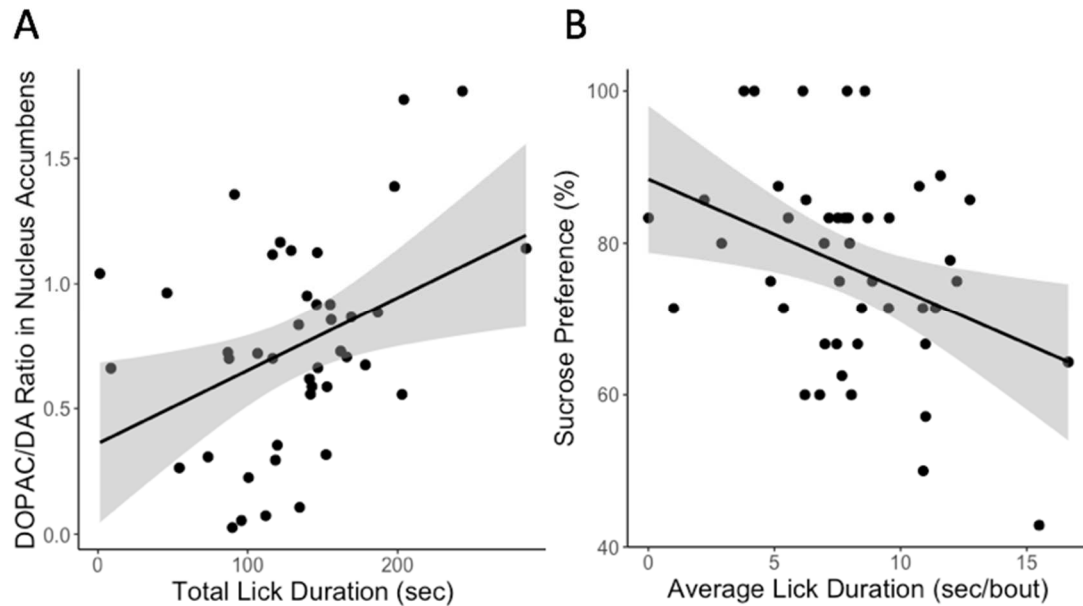 A
DOPAC/DA Ratio in Nucleus Accumbens
1.5
1.0
0.5
0.0
0
100
200
Total Lick Duration (sec)
B
Sucrose Preference (%)
100
80
60
40
0
5
10
15
Average Lick Duration (sec/bout)